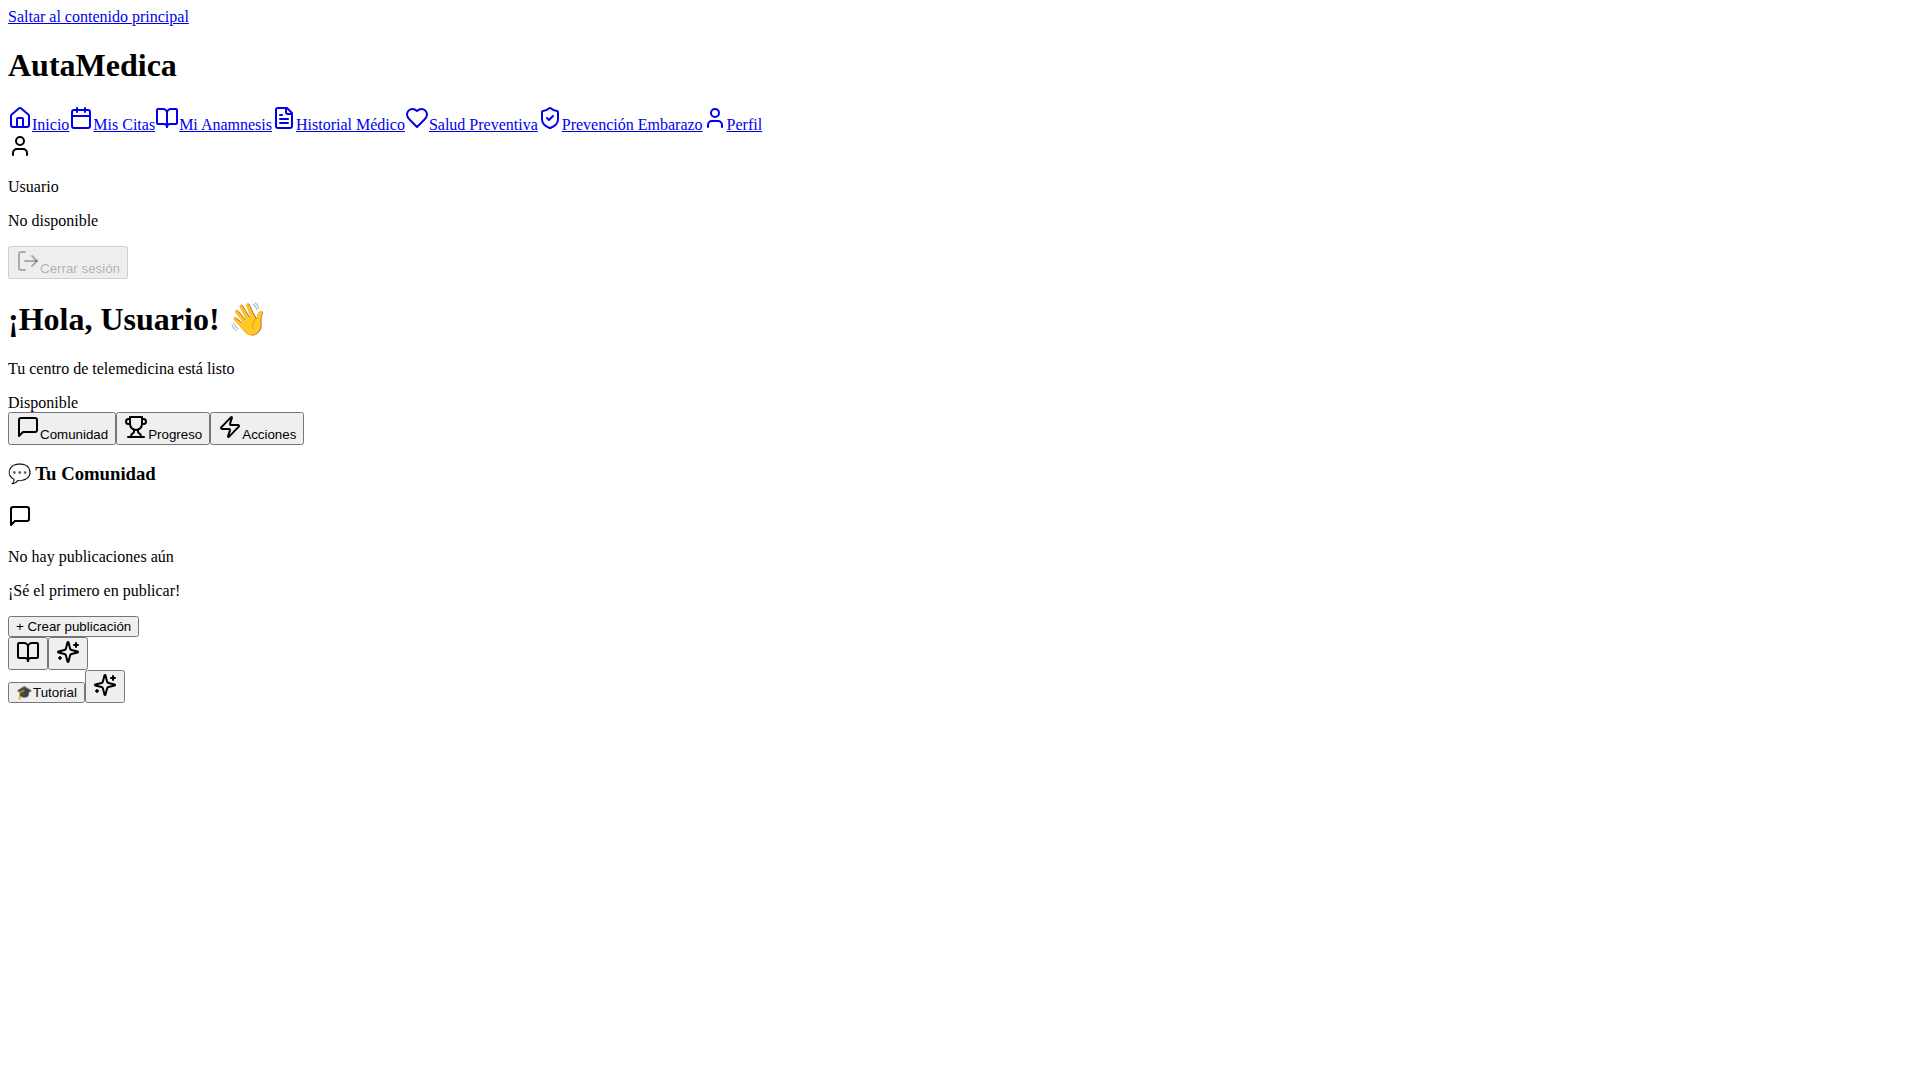 Saltar al contenido principal
AutaMedica
Inicio Mis Citas Mi Anamnesis Historial Médico Salud Preventiva Prevención Embarazo Perfil
Usuario
No disponible
Cerrar sesión
¡Hola, Usuario! 👋
Tu centro de telemedicina está listo
Disponible
Comunidad Progreso Acciones
💬 Tu Comunidad
No hay publicaciones aún
¡Sé el primero en publicar!
+ Crear publicación
🎓Tutorial